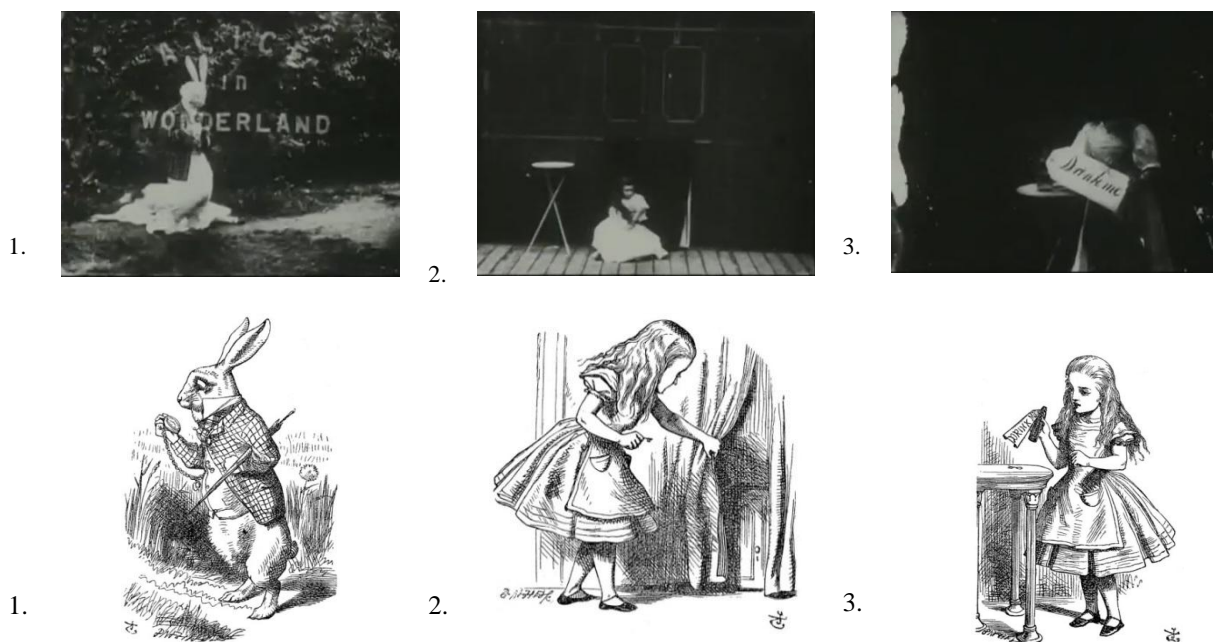 ALICE
in
WONDERLAND
1.
2.
Drink me
3.
1.
2.
DRINK
3.